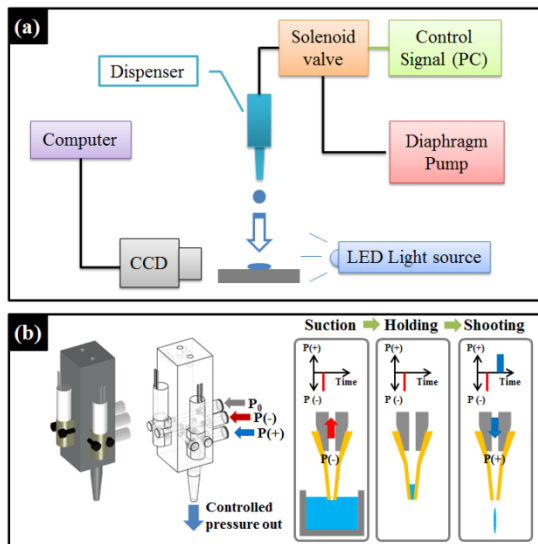 (a)
Solenoid
valve
Control
Signal (PC)
Dispenser
Computer
Diaphragm
Pump
CCD
LED Light source
(b)
P0
P(-)
P(+)
Controlled
pressure out
Suction
Holding
Shooting
P(+)
Time
P (-)
P(-)
P(+)
Time
P (-)
P(+)
Time
P (-)
P(+)